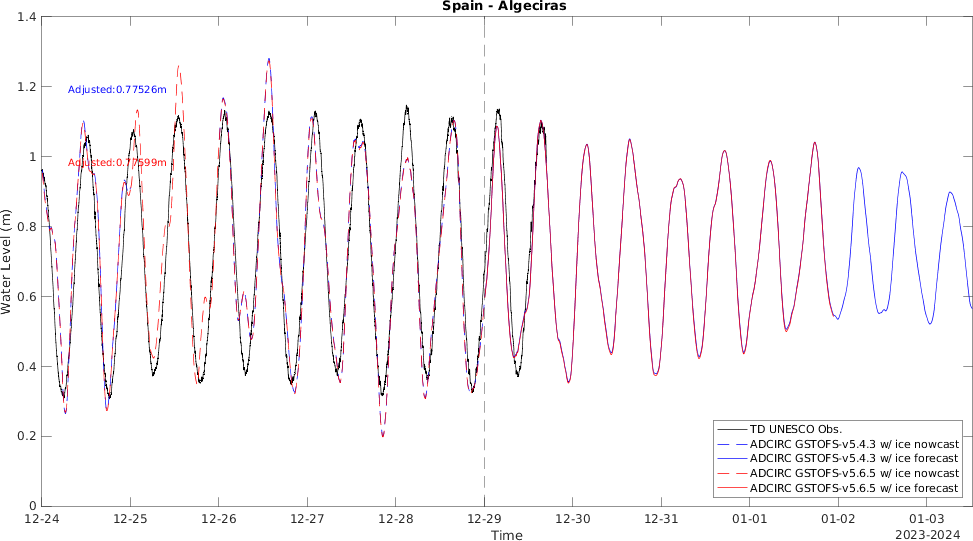 Spain - Algeciras
1.4
1.2
1
0.8
0.6
0.4
0.2
0
Water Level (m)
Adjusted:0.77526m
Adjusted:0.77599m
TD UNESCO Obs.
ADCIRC GSTOFS-v5.4.3 w/ ice nowcast
ADCIRC GSTOFS-v5.4.3 w/ ice forecast
ADCIRC GSTOFS-v5.6.5 w/ ice nowcast
ADCIRC GSTOFS-v5.6.5 w/ ice forecast
12-24 12-25 12-26 12-27 12-28 12-29 12-30 12-31 01-01 01-02 01-03
Time
2023-2024